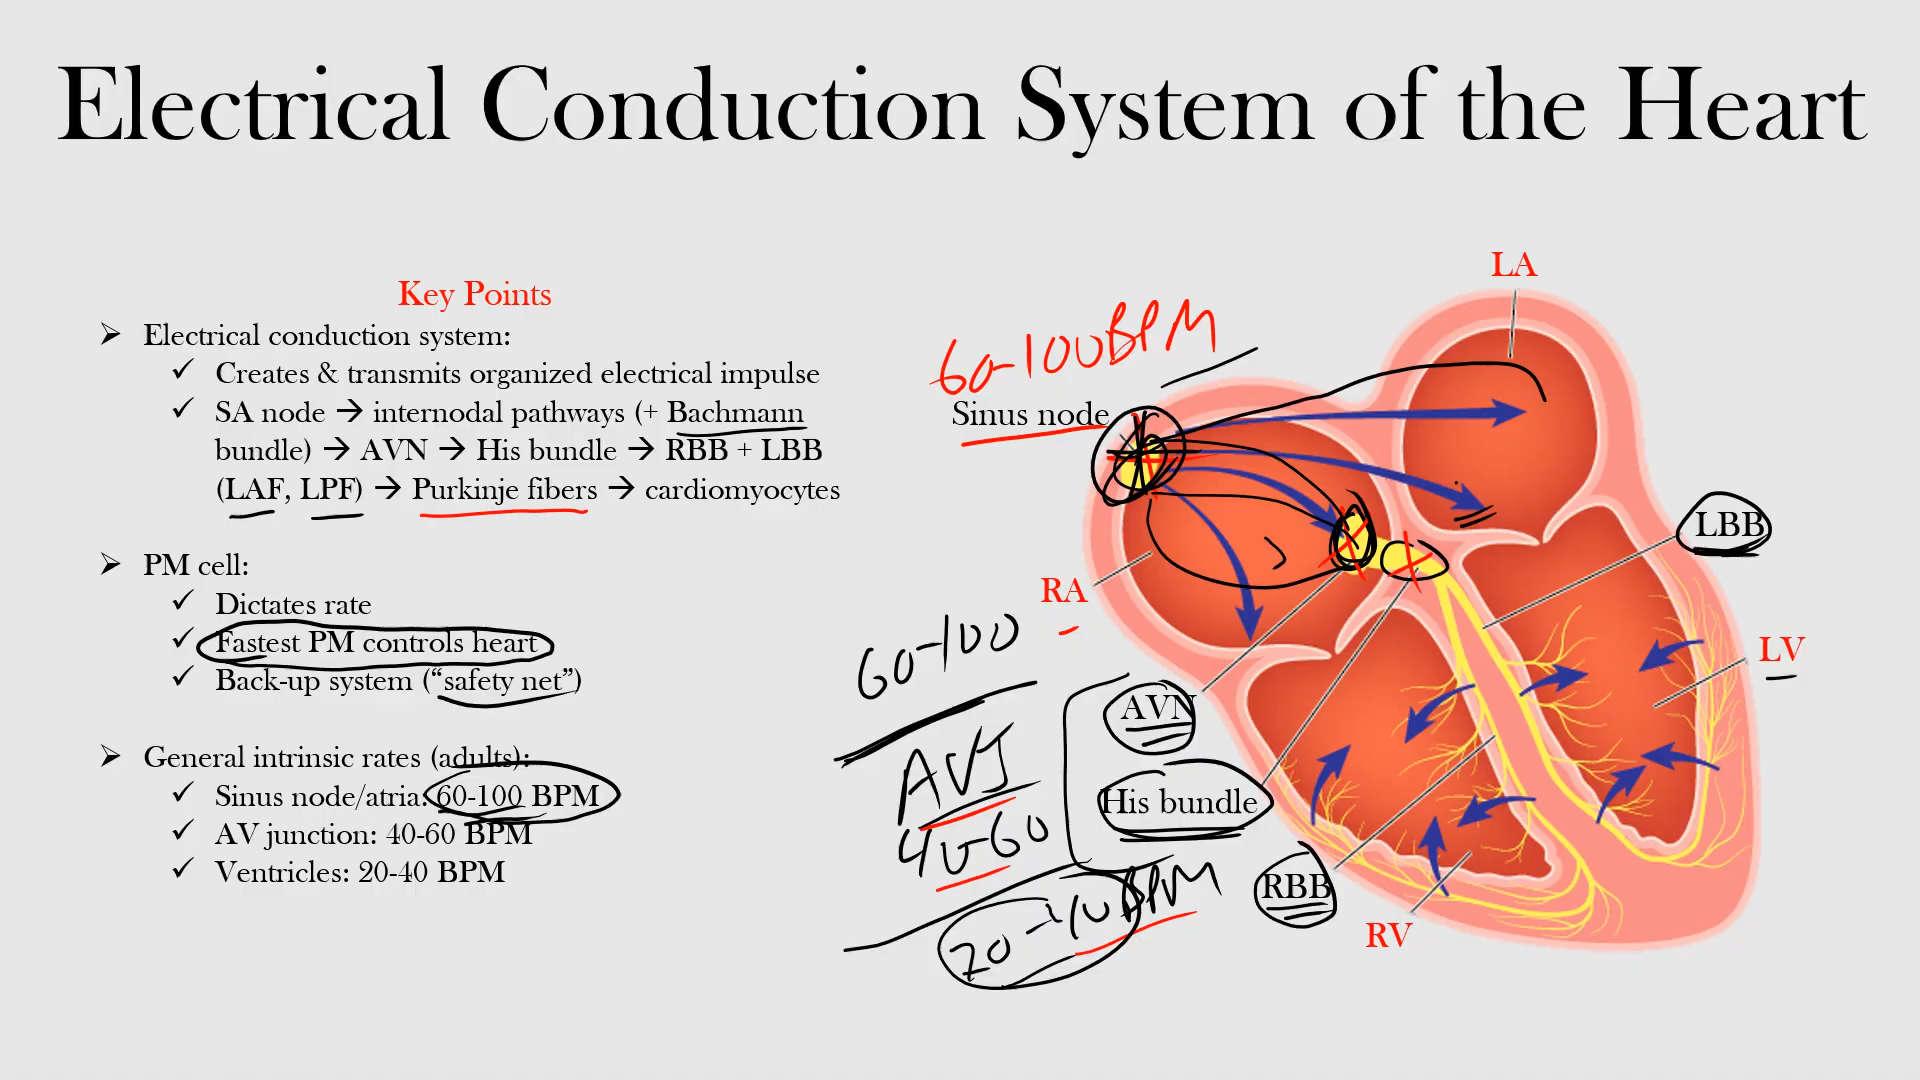 Electrical Conduction System of the Heart
Key Points
➢ Electrical conduction system:
✓ Creates & transmits organized electrical impulse
✓ SA node → internodal pathways (+ Bachmann
bundle) → AVN → His bundle → RBB + LBB
(LAF, LPF) → Purkinje fibers → cardiomyocytes
➢ PM cell:
✓ Dictates rate
✓ Fastest PM controls heart
✓ Back-up system (“safety net”)
➢ General intrinsic rates (adults):
✓ Sinus node/atria: 60-100 BPM
✓ AV junction: 40-60 BPM
✓ Ventricles: 20-40 BPM
LA
60-100BPM
Sinus node
LBB
RA
60-100
LV
AVN
AVJ
His bundle
40-60
RBB
20-40BPM
RV